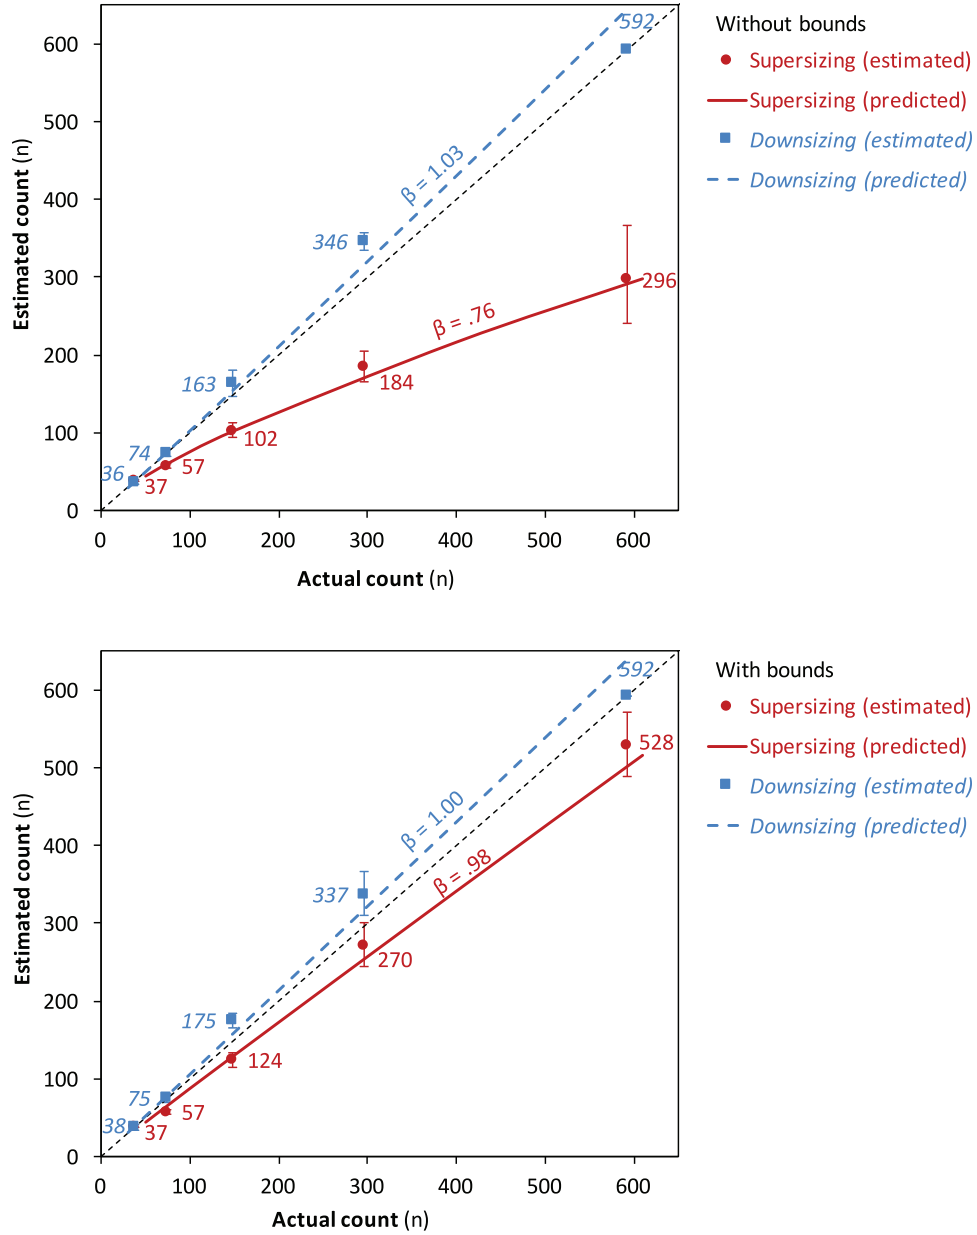 Without bounds
Supersizing (estimated)
Supersizing (predicted)
Downsizing (estimated)
Downsizing (predicted)
Estimated count (n)
600
500
400
300
200
100
0
592
β = 1.03
346
296
β = .76
163
184
102
74
57
36
37
0 100 200 300 400 500 600
Actual count (n)
With bounds
Supersizing (estimated)
Supersizing (predicted)
Downsizing (estimated)
Downsizing (predicted)
Estimated count (n)
600
500
400
300
200
100
0
592
528
β = 1.00
β = .98
337
270
175
124
75
57
38
37
0 100 200 300 400 500 600
Actual count (n)